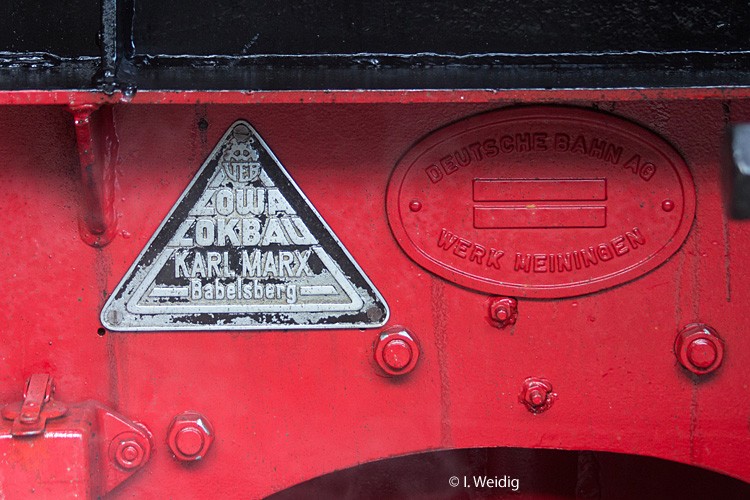 VEB
LOWA
LOKBAU
KARL MARX
Babelsberg
DEUTSCHE BAHN AG
WERK MEININGEN
© I. Weidig